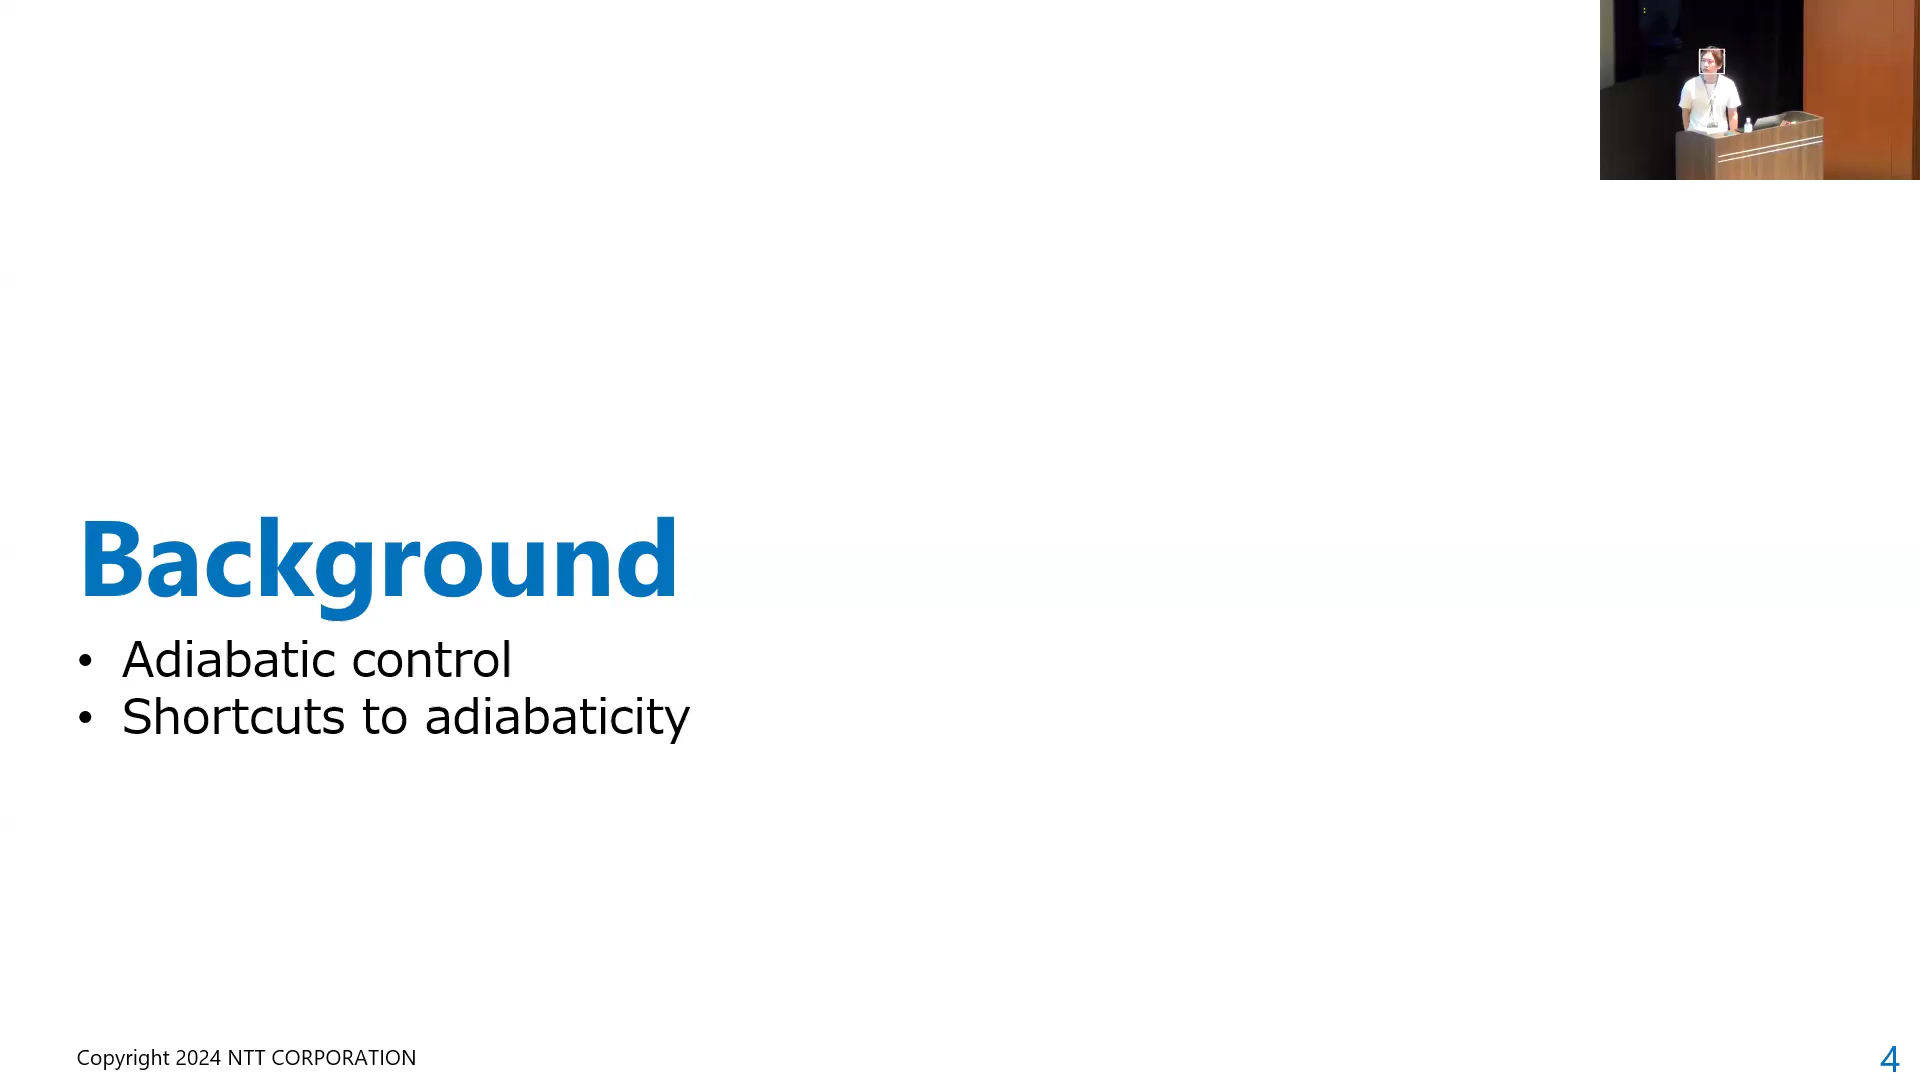 Background
• Adiabatic control
• Shortcuts to adiabaticity
Copyright 2024 NTT CORPORATION
4